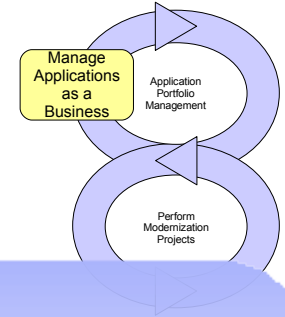 Manage
Applications
as a
Business
Application
Portfolio
Management
Perform
Modernization
Projects